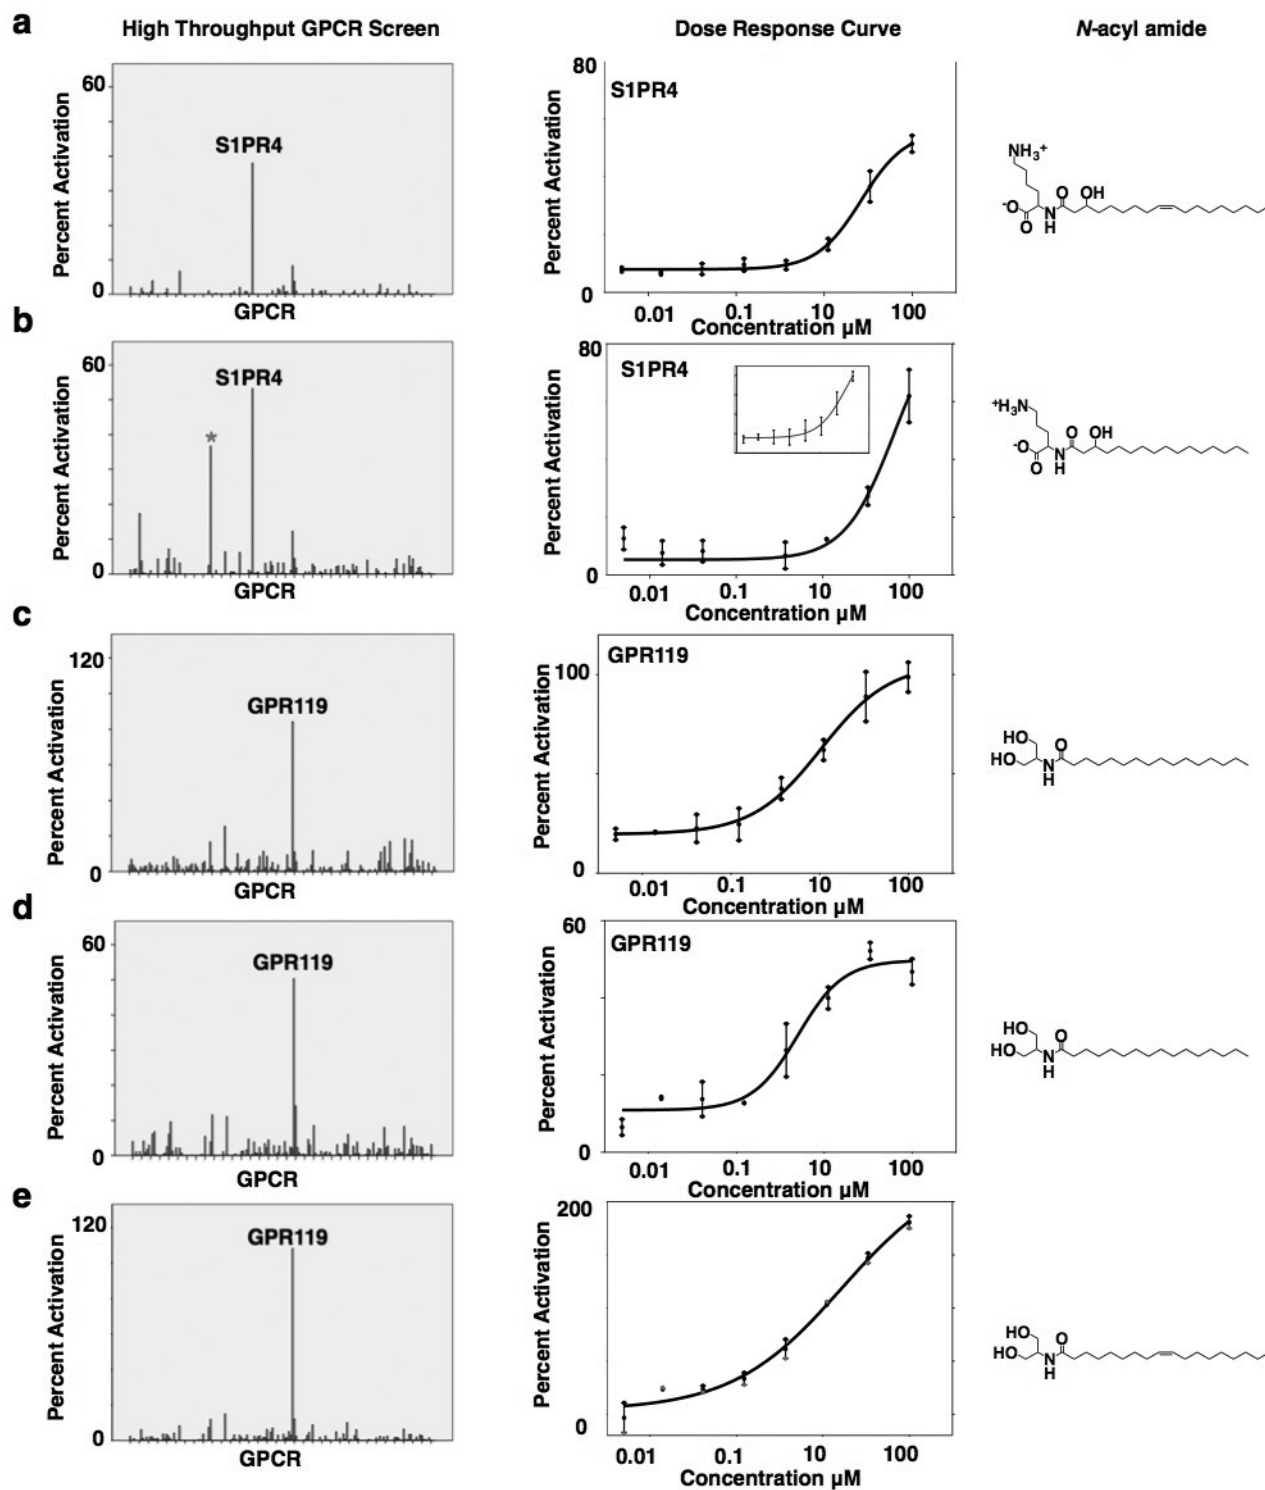 a
High Throughput GPCR Screen
Dose Response Curve
N-acyl amide
60
Percent Activation
S1PR4
0
GPCR
80
S1PR4
Percent Activation
0
0.01 0.1 10 100
Concentration µM
NH3+
-O
O
N
H
O
OH
b
60
Percent Activation
S1PR4
*
0
GPCR
80
S1PR4
Percent Activation
0
0.01 0.1 10 100
Concentration µM
+H3N
-O
O
N
H
O
OH
c
120
Percent Activation
GPR119
0
GPCR
100
GPR119
Percent Activation
0
0.01 0.1 10 100
Concentration µM
HO
HO
N
H
O
d
60
Percent Activation
GPR119
0
GPCR
60
GPR119
Percent Activation
0
0.01 0.1 10 100
Concentration µM
HO
HO
N
H
O
e
120
Percent Activation
GPR119
0
GPCR
200
Percent Activation
0
0.01 0.1 10 100
Concentration µM
HO
HO
N
H
O